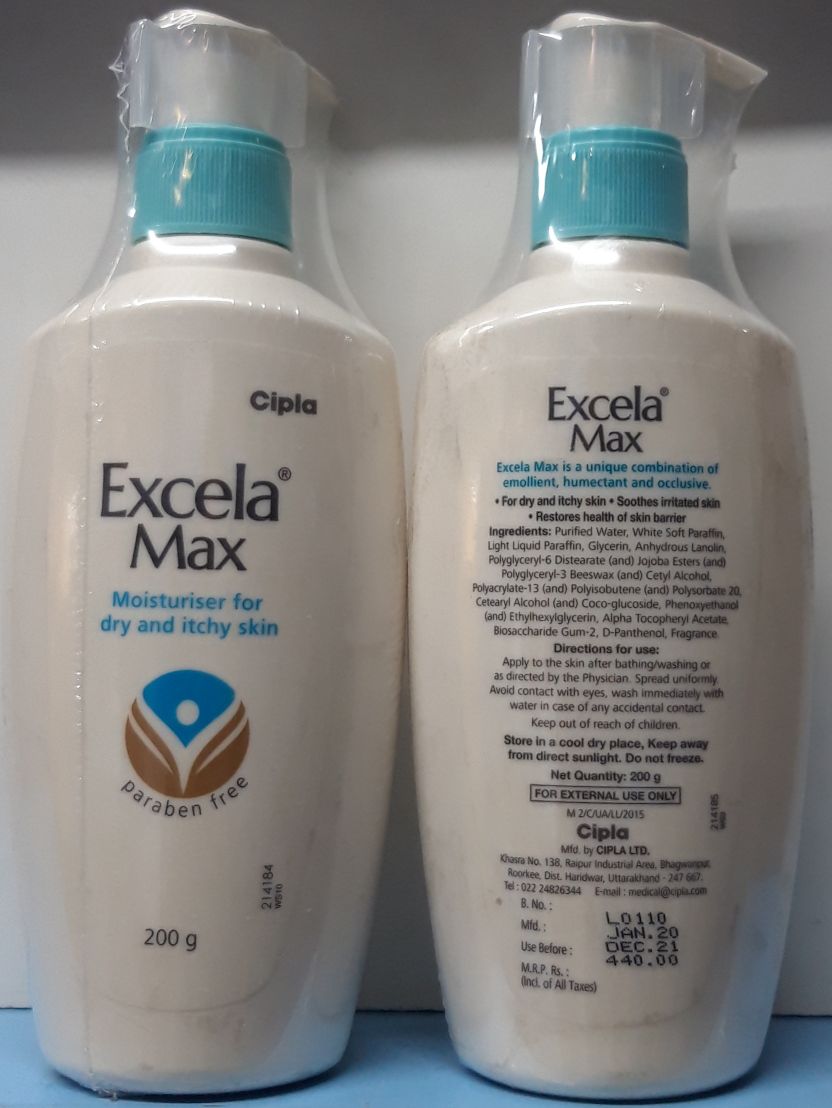 Cipla
Excela®
Max
Moisturiser for
dry and itchy skin
paraben free
214184
WS10
200 g
Excela®
Max
Excela Max is a unique combination of
emollient, humectant and occlusive.
• For dry and itchy skin • Soothes irritated skin
• Restores health of skin barrier
Ingredients: Purified Water, White Soft Paraffin,
Light Liquid Paraffin, Glycerin, Anhydrous Lanolin,
Polyglyceryl-6 Distearate (and) Jojoba Esters (and)
Polyglyceryl-3 Beeswax (and) Cetyl Alcohol,
Polyacrylate-13 (and) Polyisobutene (and) Polysorbate 20,
Cetearyl Alcohol (and) Coco-glucoside, Phenoxyethanol
(and) Ethylhexylglycerin, Alpha Tocopheryl Acetate,
Biosaccharide Gum-2, D-Panthenol, Fragrance
Directions for use:
Apply to the skin after bathing/washing or
as directed by the Physician. Spread uniformly.
Avoid contact with eyes, wash immediately with
water in case of any accidental contact.
Keep out of reach of children.
Store in a cool dry place, Keep away
from direct sunlight. Do not freeze.
Net Quantity: 200 g
FOR EXTERNAL USE ONLY
M 2/C/UA/LL/2015
214185
Cipla
Mfd. by CIPLA LTD.
Khasra No. 138, Raipur Industrial Area, Bhagwanpur,
Roorkee, Dist. Haridwar, Uttarakhand - 247 667.
Tel : 022 24826344 E-mail : medical@cipla.com
B. No. : L0110
Mfd. : JAN.20
Use Before : DEC.21
M.R.P. Rs. : 440.00
(Incl. of All Taxes)